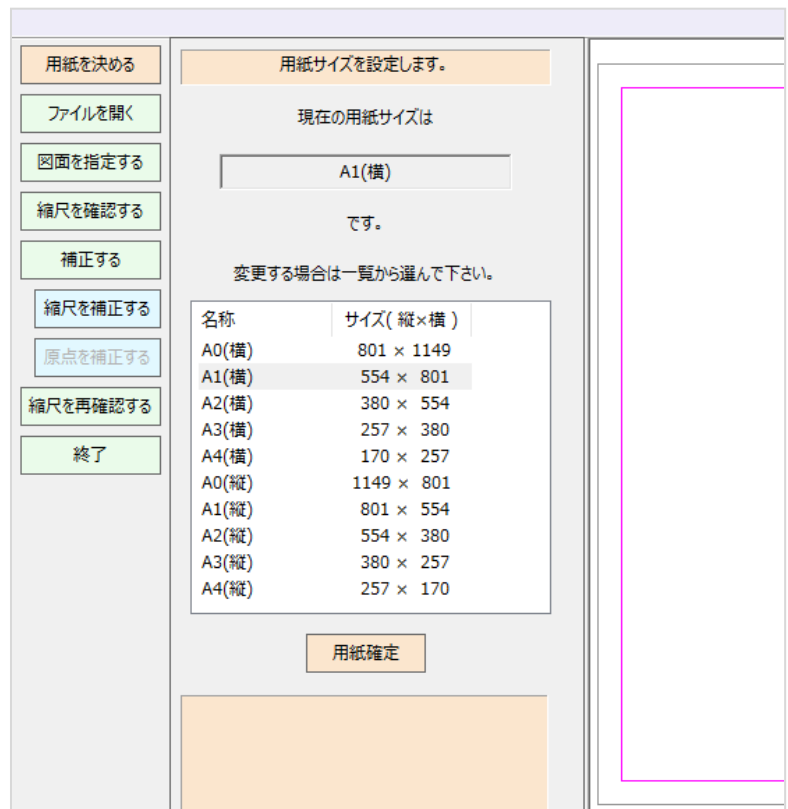 用紙を決める
ファイルを開く
図面を指定する
縮尺を確認する
補正する
縮尺を補正する
原点を補正する
縮尺を再確認する
終了
用紙サイズを設定します。
現在の用紙サイズは
A1(横)
です。
変更する場合は一覧から選んで下さい。
名称 サイズ( 縦×横 )
A0(横) 801 × 1149
A1(横) 554 × 801
A2(横) 380 × 554
A3(横) 257 × 380
A4(横) 170 × 257
A0(縦) 1149 × 801
A1(縦) 801 × 554
A2(縦) 554 × 380
A3(縦) 380 × 257
A4(縦) 257 × 170
用紙確定